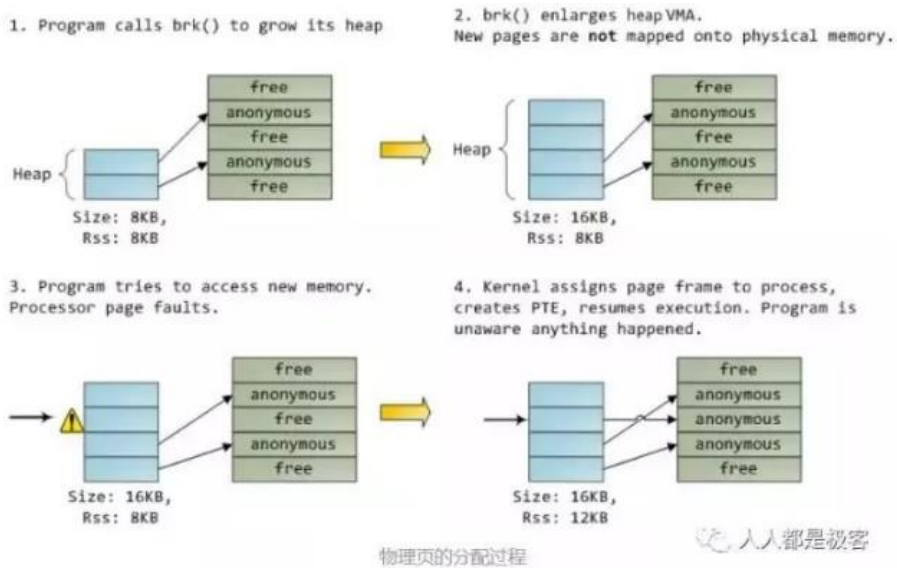 1. Program calls brk() to grow its heap
2. brk() enlarges heap VMA.
New pages are not mapped onto physical memory.
free
anonymous
free
anonymous
free
Heap
Size: 8KB,
Rss: 8KB
free
anonymous
free
anonymous
free
Heap
Size: 16KB,
Rss: 8KB
3. Program tries to access new memory.
Processor page faults.
4. Kernel assigns page frame to process,
creates PTE, resumes execution. Program is
unaware anything happened.
free
anonymous
free
anonymous
free
Size: 16KB,
Rss: 8KB
free
anonymous
anonymous
anonymous
free
Size: 16KB,
Rss: 12KB
人人都是极客
物理页的分配过程